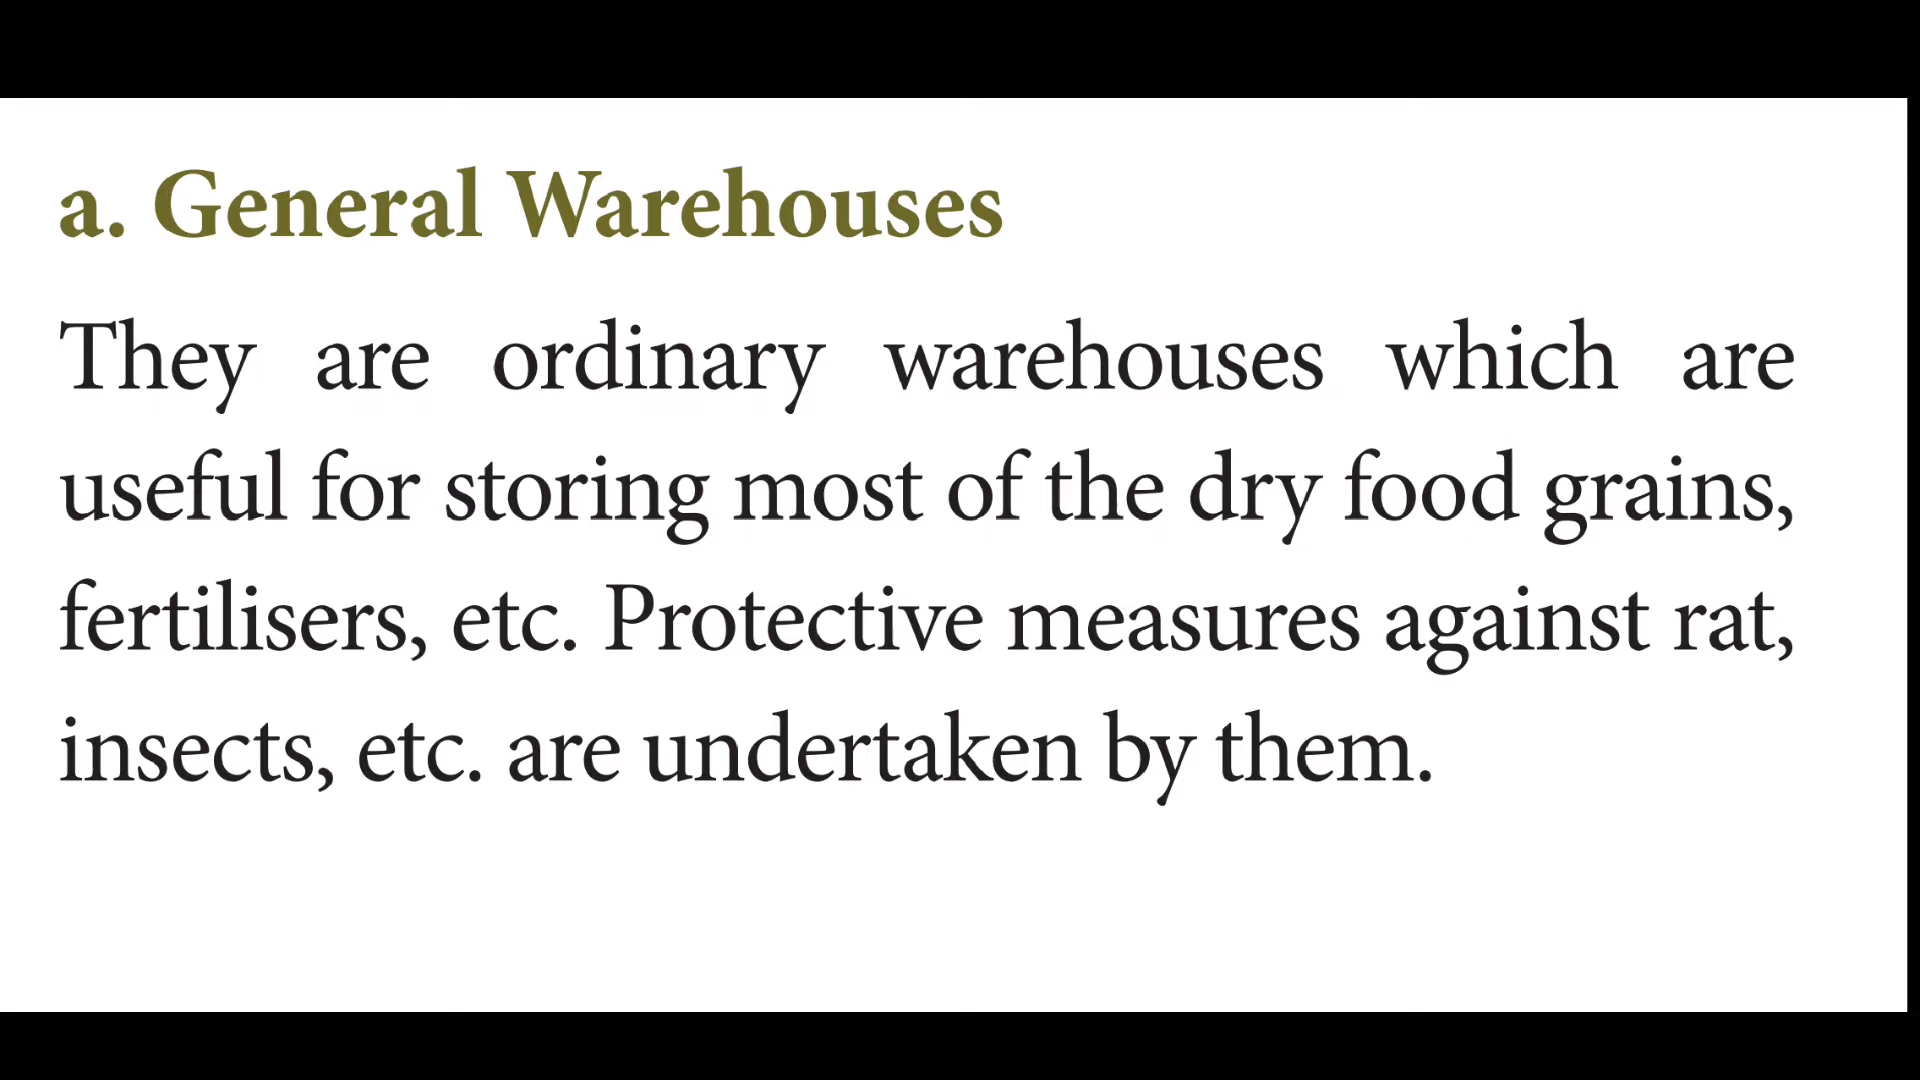 a. General Warehouses
They are ordinary warehouses which are
useful for storing most of the dry food grains,
fertilisers, etc. Protective measures against rat,
insects, etc. are undertaken by them.